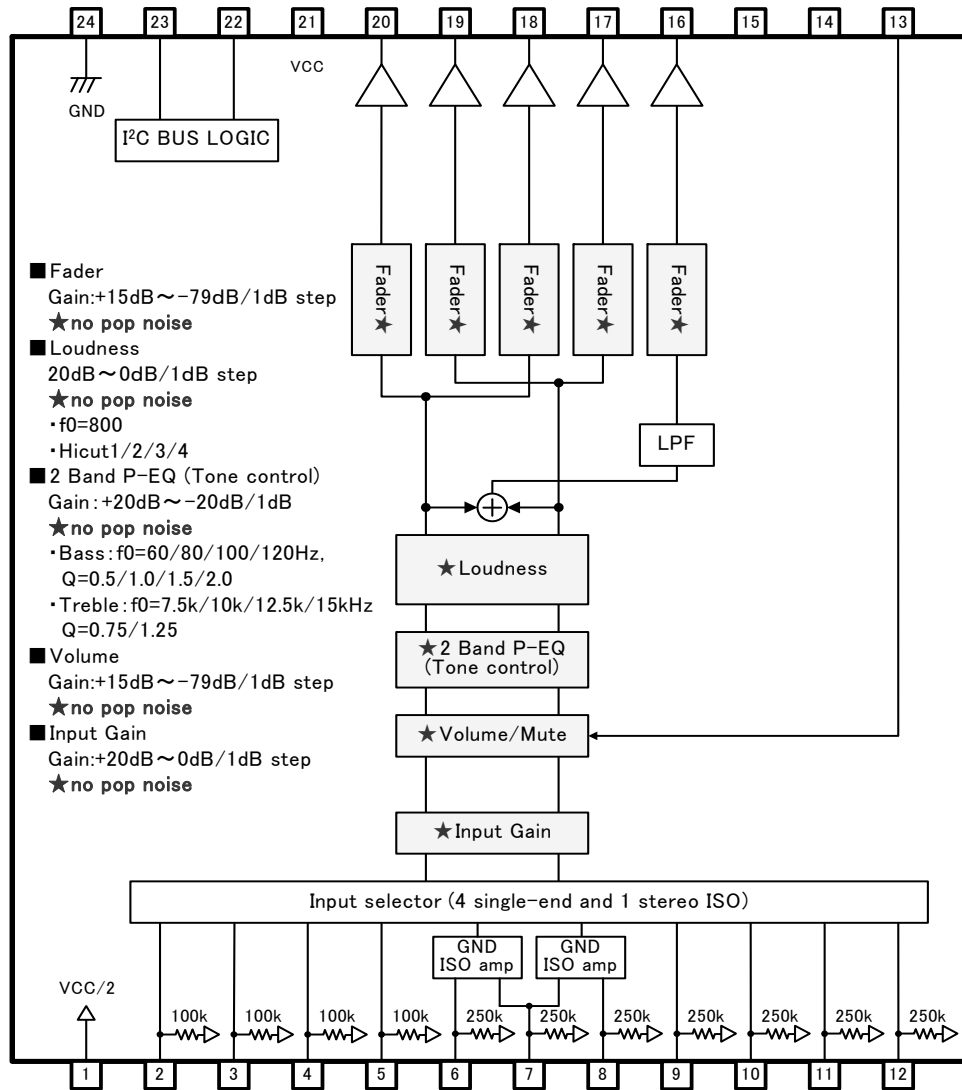 24 23 22 21 20 19 18 17 16 15 14 13
VCC
GND
I²C BUS LOGIC
Fader★ Fader★ Fader★ Fader★ Fader★
■Fader
Gain:+15dB～-79dB/1dB step
★no pop noise
■Loudness
20dB～0dB/1dB step
★no pop noise
・f0=800
・Hicut1/2/3/4
■2 Band P-EQ (Tone control)
Gain:+20dB～-20dB/1dB
★no pop noise
・Bass:f0=60/80/100/120Hz,
Q=0.5/1.0/1.5/2.0
・Treble:f0=7.5k/10k/12.5k/15kHz
Q=0.75/1.25
■Volume
Gain:+15dB～-79dB/1dB step
★no pop noise
■Input Gain
Gain:+20dB～0dB/1dB step
★no pop noise
LPF
★Loudness
★2 Band P-EQ
(Tone control)
★Volume/Mute
★Input Gain
Input selector (4 single-end and 1 stereo ISO)
GND
ISO amp
GND
ISO amp
VCC/2
100k 100k 100k 100k 250k 250k 250k 250k 250k 250k 250k
1 2 3 4 5 6 7 8 9 10 11 12